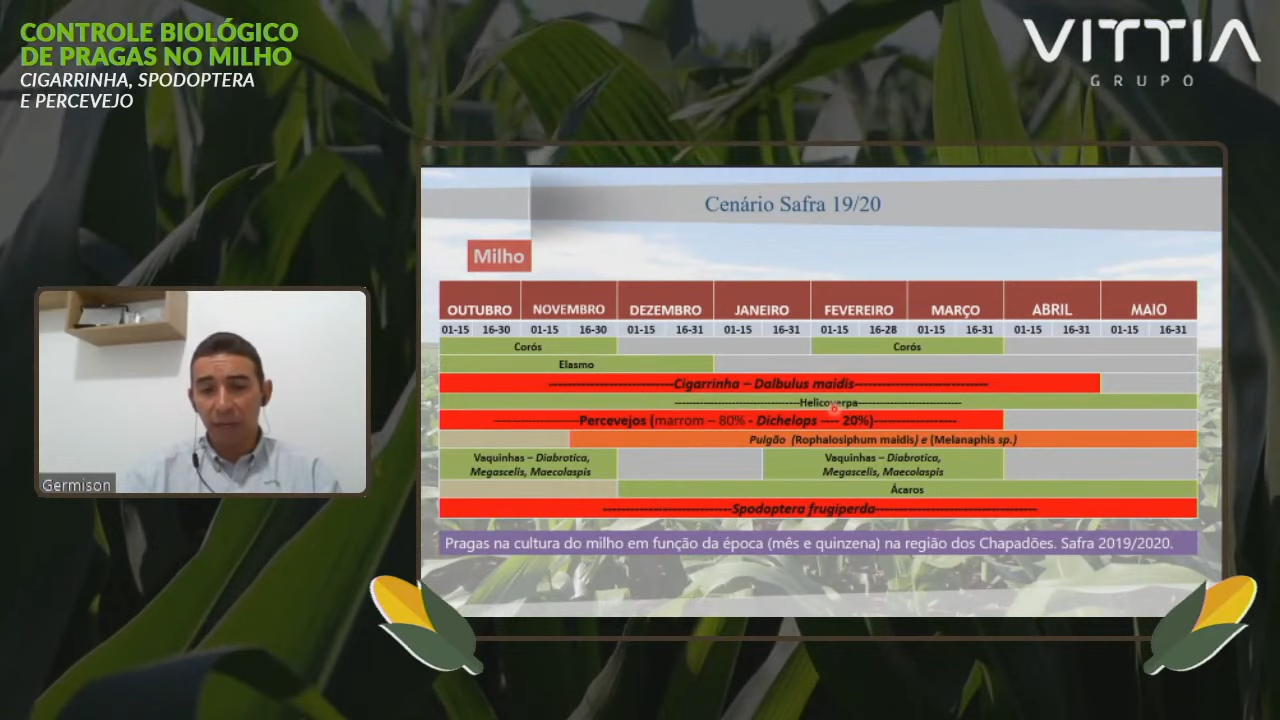 CONTROLE BIOLÓGICO
DE PRAGAS NO MILHO
CIGARRINHA, SPODOPTERA
E PERCEVEJO
VITTIA
GRUPO
Cenário Safra 19/20
Milho
OUTUBRO NOVEMBRO DEZEMBRO JANEIRO FEVEREIRO MARÇO ABRIL MAIO
01-15 16-30 01-15 16-30 01-15 16-31 01-15 16-31 01-15 16-28 01-15 16-31 01-15 16-31 01-15 16-31
Corós Corós
Elasmo
Cigarrinha – Dalbulus maidis
Helicoverpa
Percevejos (marrom – 80% - Dichelops ---- 20%)
Pulgão (Rophalosiphum maidis) e (Melanaphis sp.)
Vaquinhas – Diabrotica, Vaquinhas – Diabrotica,
Megascelis, Maecolaspis Megascelis, Maecolaspis
Ácaros
Spodoptera frugiperda
Pragas na cultura do milho em função da época (mês e quinzena) na região dos Chapadões. Safra 2019/2020.
Germison